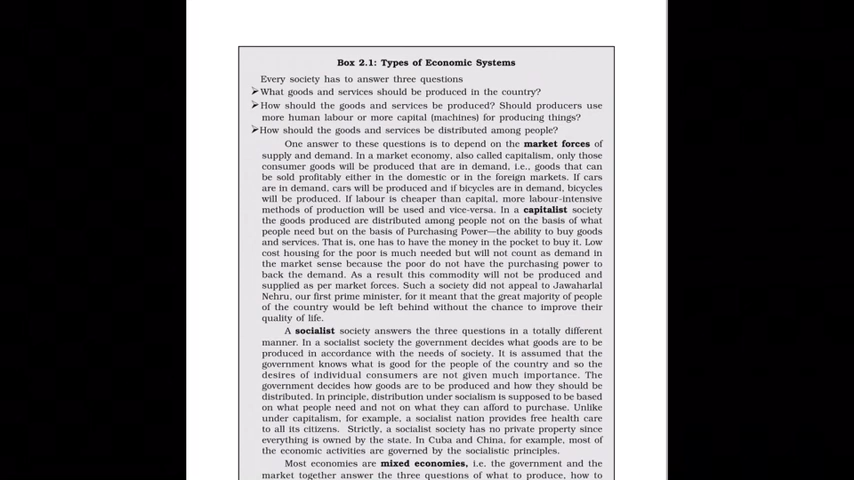 Box 2.1: Types of Economic Systems
Every society has to answer three questions
➢What goods and services should be produced in the country?
➢How should the goods and services be produced? Should producers use
more human labour or more capital (machines) for producing things?
➢How should the goods and services be distributed among people?
One answer to these questions is to depend on the market forces of
supply and demand. In a market economy, also called capitalism, only those
consumer goods will be produced that are in demand, i.e., goods that can
be sold profitably either in the domestic or in the foreign markets. If cars
are in demand, cars will be produced and if bicycles are in demand, bicycles
will be produced. If labour is cheaper than capital, more labour-intensive
methods of production will be used and vice-versa. In a capitalist society
the goods produced are distributed among people not on the basis of what
people need but on the basis of Purchasing Power—the ability to buy goods
and services. That is, one has to have the money in the pocket to buy it. Low
cost housing for the poor is much needed but will not count as demand in
the market sense because the poor do not have the purchasing power to
back the demand. As a result this commodity will not be produced and
supplied as per market forces. Such a society did not appeal to Jawaharlal
Nehru, our first prime minister, for it meant that the great majority of people
of the country would be left behind without the chance to improve their
quality of life.
A socialist society answers the three questions in a totally different
manner. In a socialist society the government decides what goods are to be
produced in accordance with the needs of society. It is assumed that the
government knows what is good for the people of the country and so the
desires of individual consumers are not given much importance. The
government decides how goods are to be produced and how they should be
distributed. In principle, distribution under socialism is supposed to be based
on what people need and not on what they can afford to purchase. Unlike
under capitalism, for example, a socialist nation provides free health care
to all its citizens. Strictly, a socialist society has no private property since
everything is owned by the state. In Cuba and China, for example, most of
the economic activities are governed by the socialistic principles.
Most economies are mixed economies, i.e. the government and the
market together answer the three questions of what to produce, how to